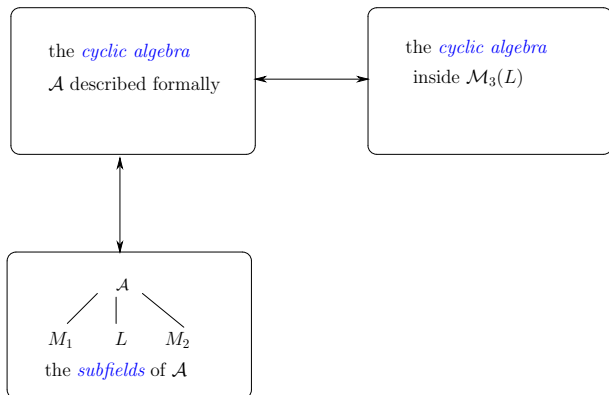 the cyclic algebra
𝒜 described formally
the cyclic algebra
inside ℳ₃(L)
𝒜
M₁ L M₂
the subfields of 𝒜